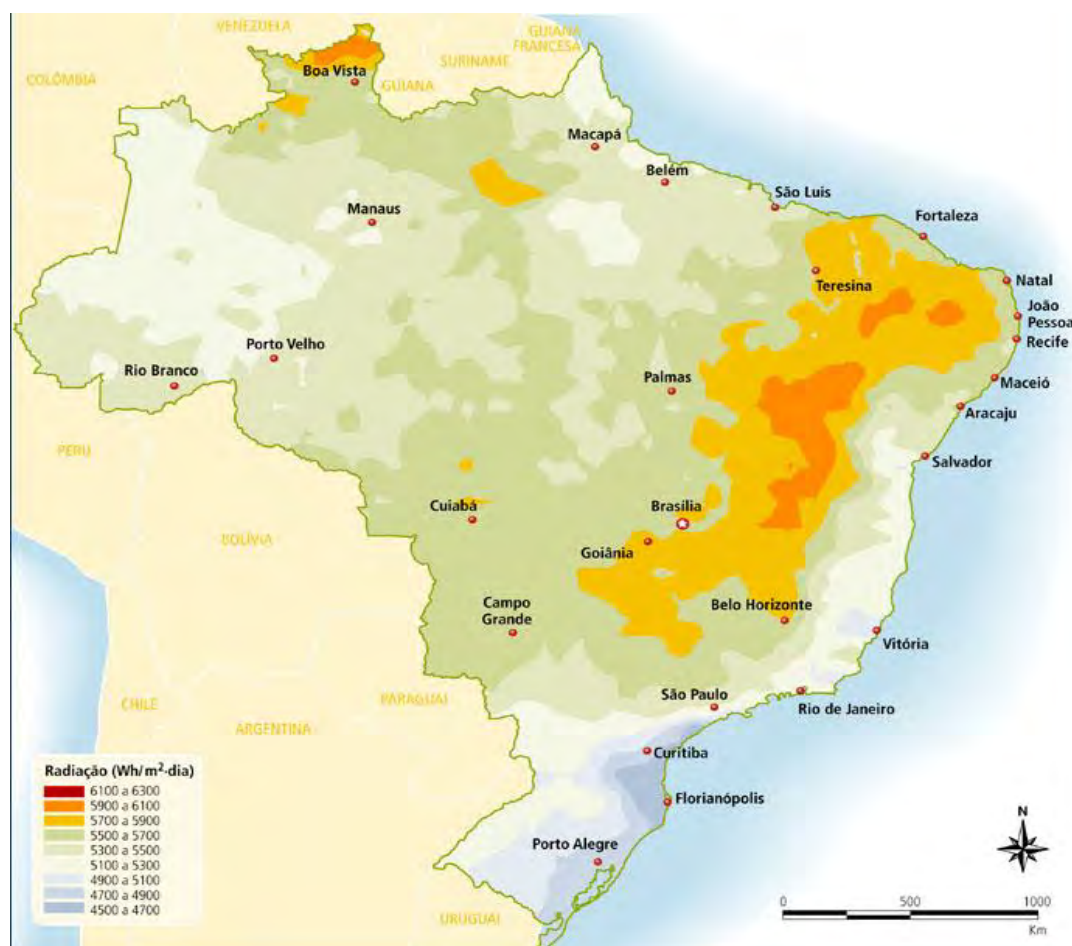 VENEZUELA
GUIANA
FRANCESA
SURINAME
COLÔMBIA
Boa Vista
GUIANA
Macapá
Belém
São Luis
Manaus
Fortaleza
Teresina
Natal
João
Pessoa
Porto Velho
Recife
Rio Branco
Palmas
Maceió
Aracaju
PERU
Salvador
Cuiabá
Brasília
BOLÍVIA
Goiânia
Campo
Grande
Belo Horizonte
Vitória
São Paulo
CHILE
PARAGUAI
Rio de Janeiro
ARGENTINA
Curitiba
Radiação (Wh/m²·dia)
6100 a 6300
5900 a 6100
5700 a 5900
5500 a 5700
5300 a 5500
5100 a 5300
4900 a 5100
4700 a 4900
4500 a 4700
Florianópolis
Porto Alegre
URUGUAI
N
0 500 1000
Km